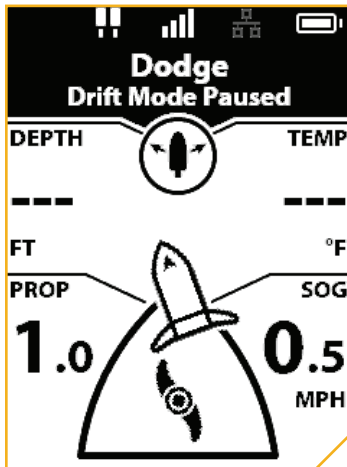 Dodge
Drift Mode Paused
DEPTH TEMP
--- ---
FT °F
PROP SOG
1.0 0.5
MPH